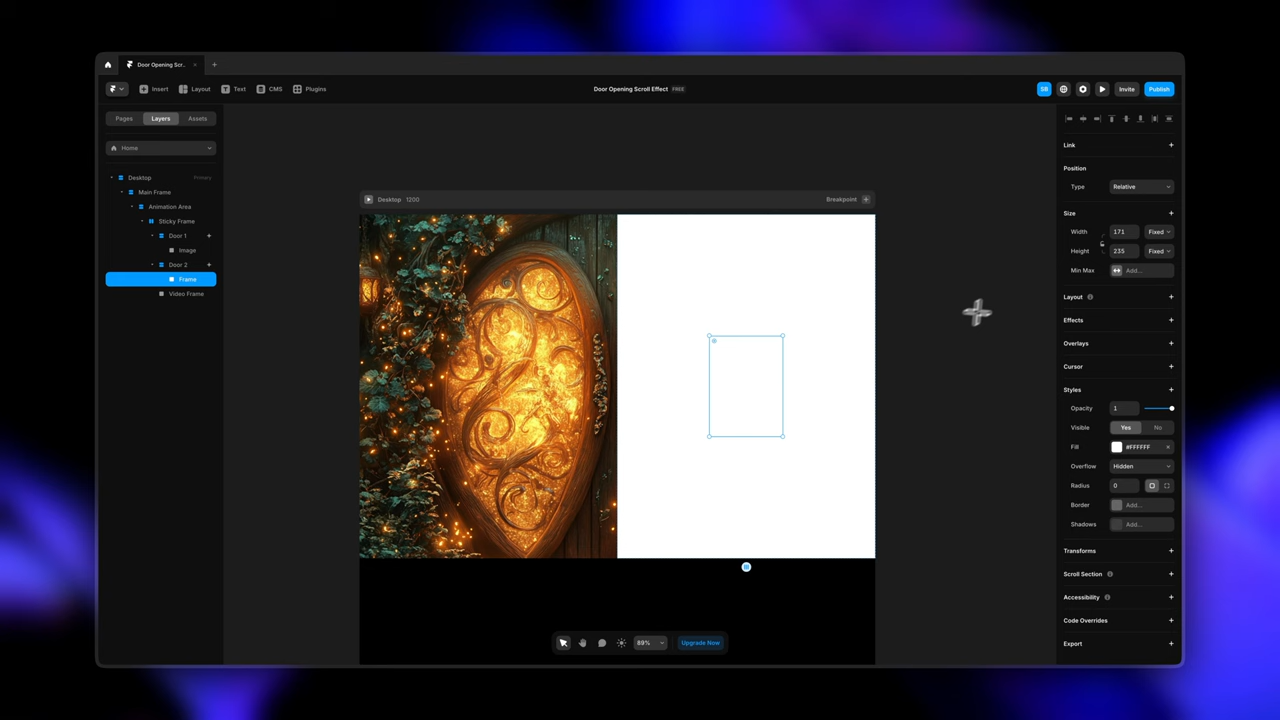 Door Opening Scr..
Insert
Layout
Text
CMS
Plugins
Door Opening Scroll Effect FREE
SB
Invite
Publish
Pages
Layers
Assets
Home
Desktop
Primary
Main Frame
Animation Area
Sticky Frame
Door 1
Image
Door 2
Frame
Video Frame
Desktop 1200
Breakpoint
89%
Upgrade Now
Link
Position
Type Relative
Size
Width 171 Fixed
Height 235 Fixed
Min Max Add...
Layout
Effects
Overlays
Cursor
Styles
Opacity 1
Visible Yes No
Fill #FFFFFF
Overflow Hidden
Radius 0
Border Add...
Shadows Add...
Transforms
Scroll Section
Accessibility
Code Overrides
Export